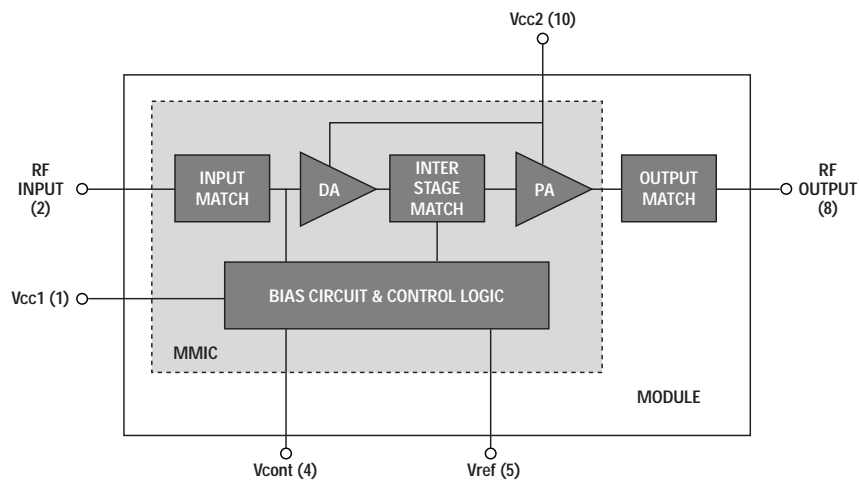 Vcc2 (10)
RF
INPUT
(2)
INPUT
MATCH
DA
INTER
STAGE
MATCH
PA
OUTPUT
MATCH
RF
OUTPUT
(8)
Vcc1 (1)
BIAS CIRCUIT & CONTROL LOGIC
MMIC
MODULE
Vcont (4)
Vref (5)